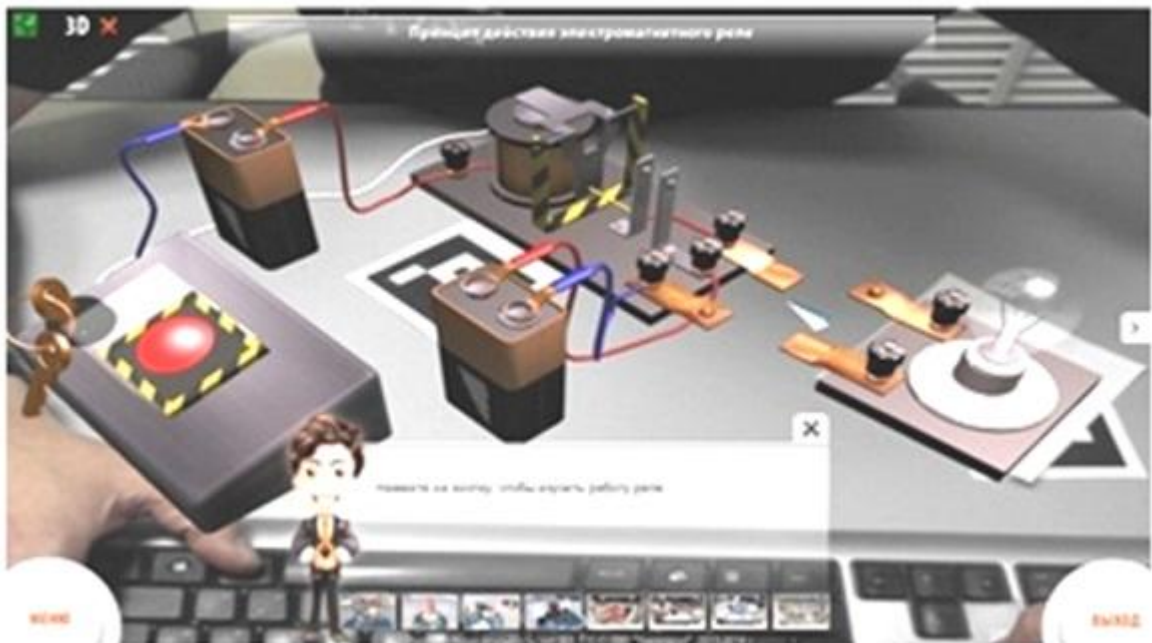 3D
Принцип действия электромагнитного реле
Нажмите на кнопку, чтобы изучить работу реле
МЕНЮ
ВЫХОД